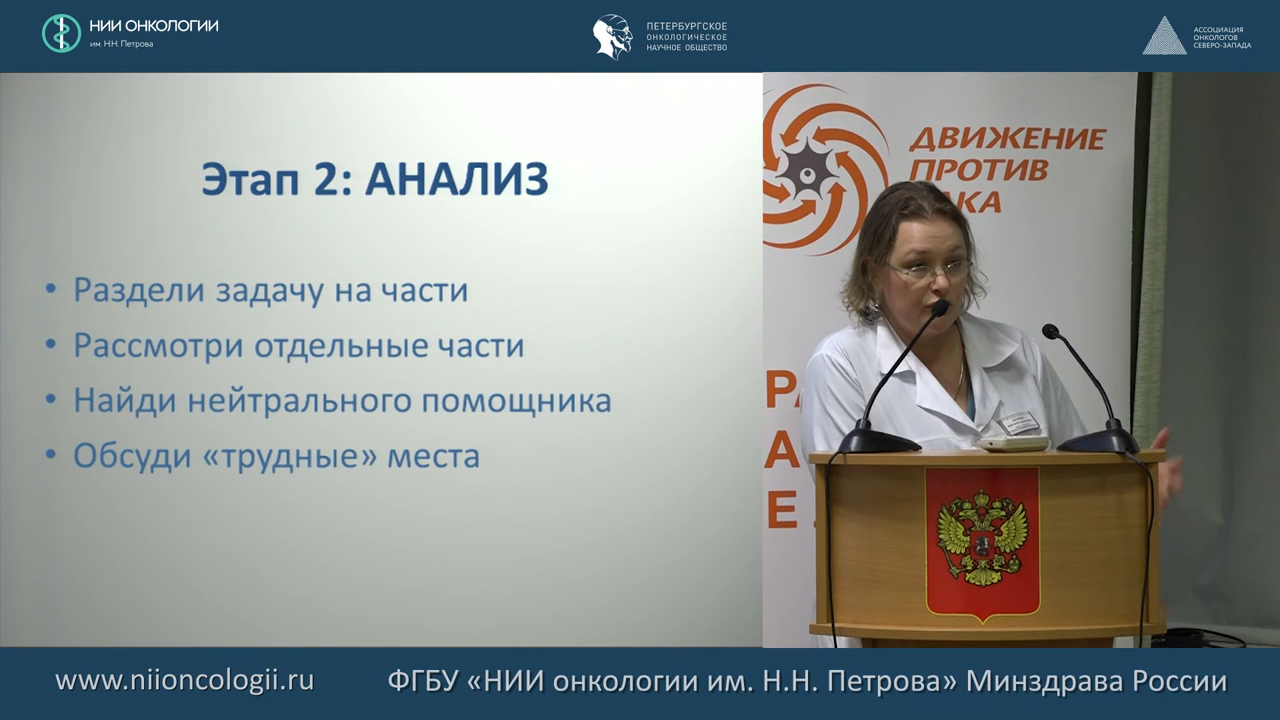 НИИ ОНКОЛОГИИ
им. Н.Н. Петрова
ПЕТЕРБУРГСКОЕ
ОНКОЛОГИЧЕСКОЕ
НАУЧНОЕ ОБЩЕСТВО
АССОЦИАЦИЯ
ОНКОЛОГОВ
СЕВЕРО-ЗАПАДА
Этап 2: АНАЛИЗ
• Раздели задачу на части
• Рассмотри отдельные части
• Найди нейтрального помощника
• Обсуди «трудные» места
ДВИЖЕНИЕ
ПРОТИВ
www.niioncologii.ru
ФГБУ «НИИ онкологии им. Н.Н. Петрова» Минздрава России